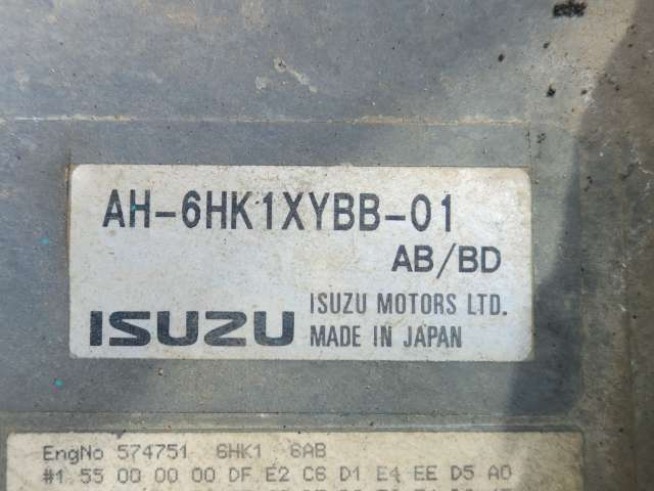 AH-6HK1XYBB-01
AB/BD
ISUZU ISUZU MOTORS LTD.
MADE IN JAPAN
EngNo 574751 6HK1 6AB
#1 55 00 00 00 DF E2 C6 D1 E4 EE D5 A0